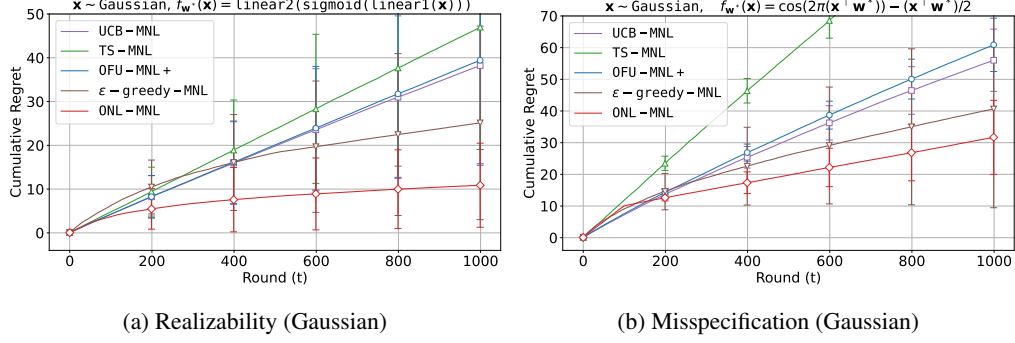 x ~ Gaussian, f_w*(x) = linear2(sigmoid(linear1(x)))
50
40
30
20
10
0
Cumulative Regret
UCB−MNL
TS−MNL
OFU−MNL+
ε−greedy−MNL
ONL−MNL
0 200 400 600 800 1000
Round (t)
(a) Realizability (Gaussian)
x ~ Gaussian, f_w*(x) = cos(2π(x⊤w*)) − (x⊤w*)/2
70
60
50
40
30
20
10
0
Cumulative Regret
UCB−MNL
TS−MNL
OFU−MNL+
ε−greedy−MNL
ONL−MNL
0 200 400 600 800 1000
Round (t)
(b) Misspecification (Gaussian)